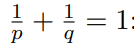 1/p + 1/q = 1: